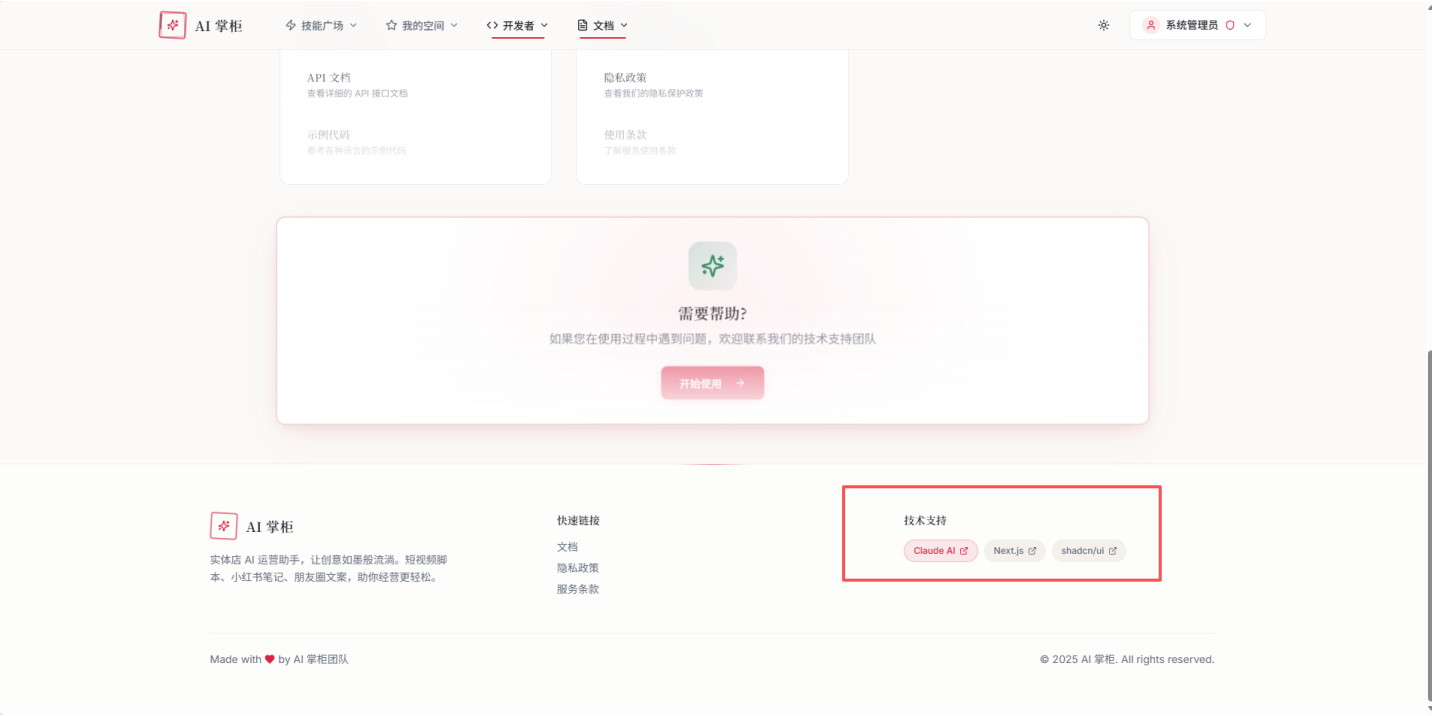 AI 掌柜
技能广场
我的空间
开发者
文档
系统管理员
API 文档
查看详细的 API 接口文档
示例代码
参考各种语言的示例代码
隐私政策
查看我们的隐私保护政策
使用条款
了解服务使用条款
需要帮助?
如果您在使用过程中遇到问题，欢迎联系我们的技术支持团队
开始使用
AI 掌柜
实体店 AI 运营助手，让创意如墨般流淌。短视频脚
本、小红书笔记、朋友圈文案，助你经营更轻松。
快速链接
文档
隐私政策
服务条款
技术支持
Claude AI
Next.js
shadcn/ui
Made with ❤ by AI 掌柜团队
© 2025 AI 掌柜. All rights reserved.